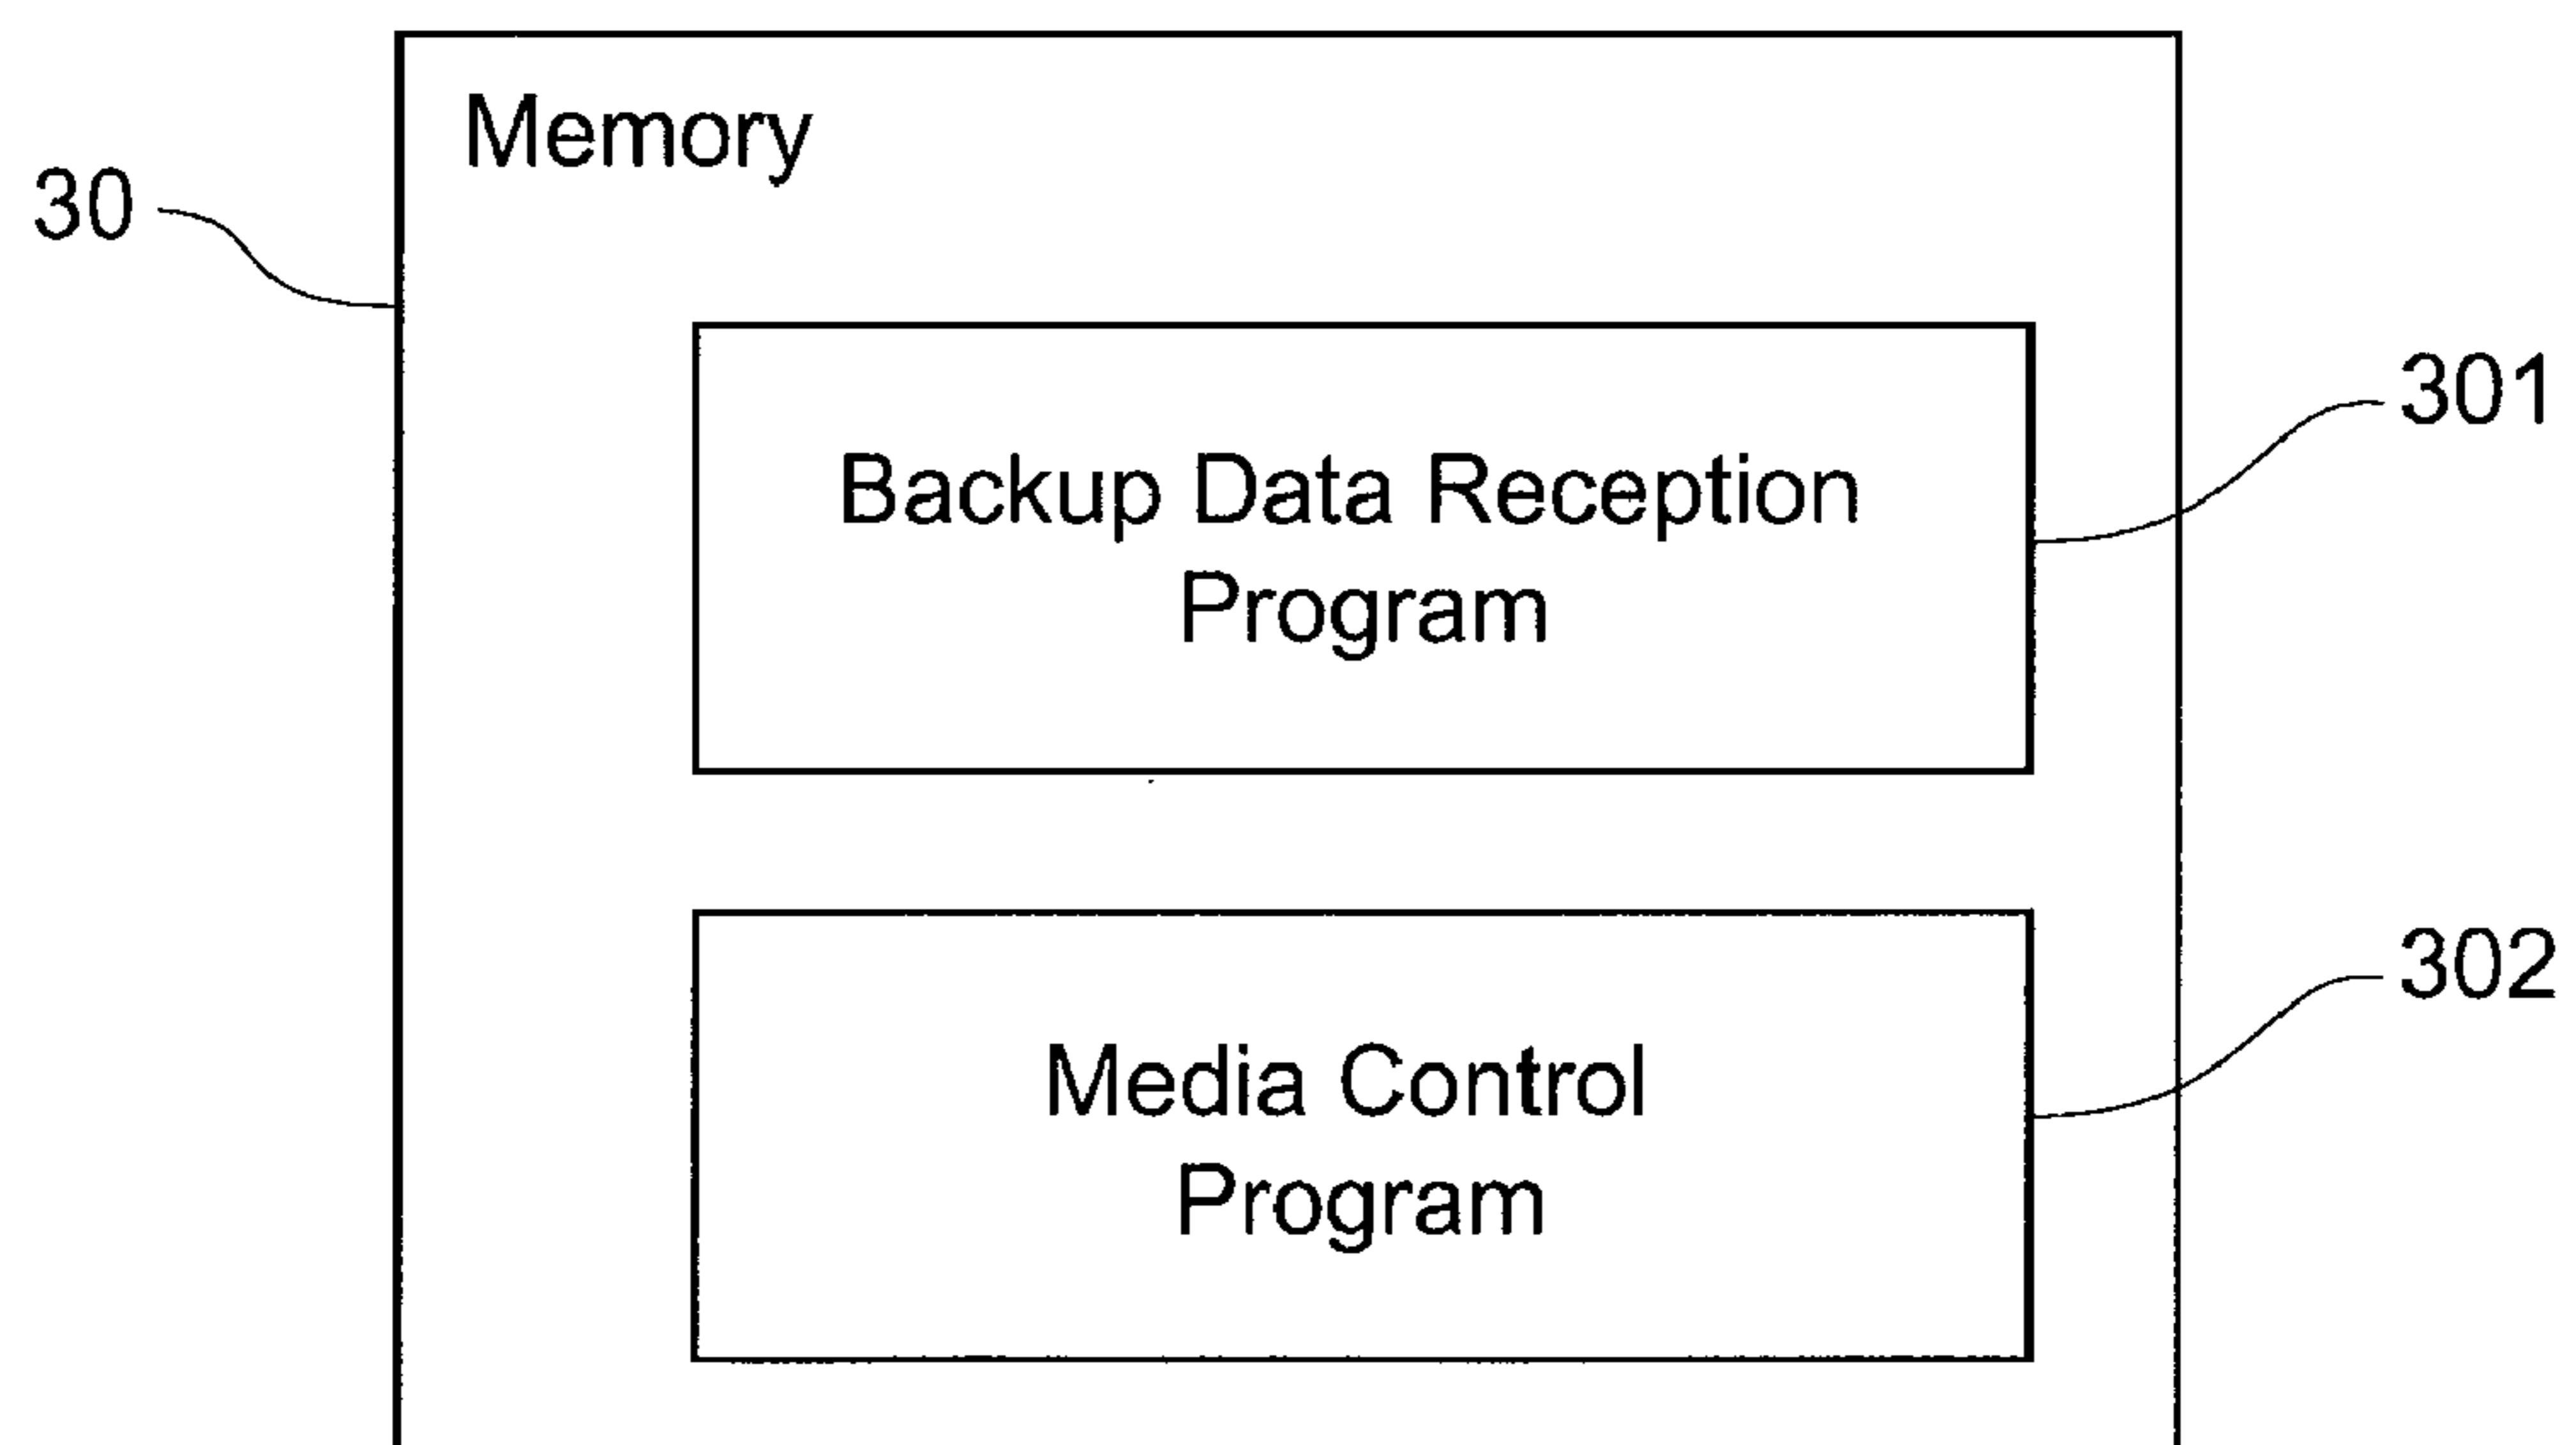 Memory
30
301
Backup Data Reception
Program
302
Media Control
Program